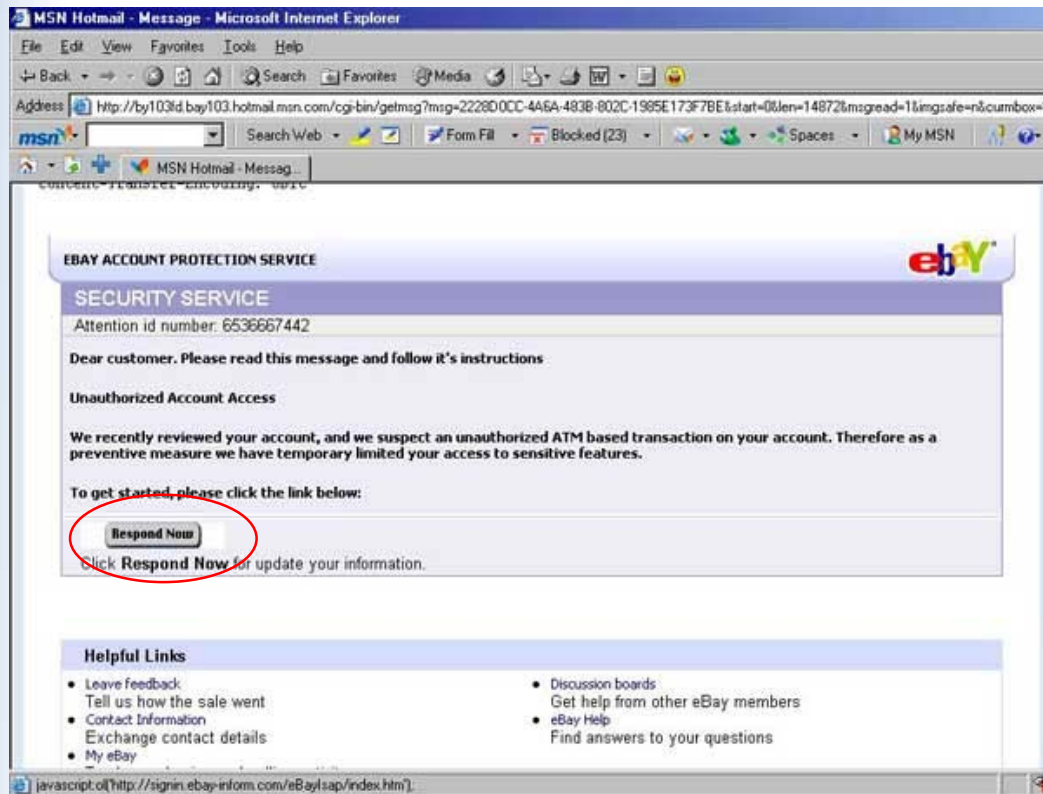 MSN Hotmail - Message - Microsoft Internet Explorer
File Edit View Favorites Tools Help
Back Search Favorites Media
Address http://by103fd.bay103.hotmail.msn.com/cgi-bin/getmsg?msg=2228D0CC-4A6A-483B-802C-1985E173F7BE&start=0&len=14872&msgread=1&imgsafe=n&curmbox=
msn Search Web Form Fill Blocked (23) Spaces My MSN
MSN Hotmail - Messag...
EBAY ACCOUNT PROTECTION SERVICE
ebY
SECURITY SERVICE
Attention id number: 6536667442
Dear customer. Please read this message and follow it's instructions
Unauthorized Account Access
We recently reviewed your account, and we suspect an unauthorized ATM based transaction on your account. Therefore as a
preventive measure we have temporary limited your access to sensitive features.
To get started, please click the link below:
Respond Now
Click Respond Now for update your information.
Helpful Links
Leave feedback
Tell us how the sale went
Contact Information
Exchange contact details
My eBay
Discussion boards
Get help from other eBay members
eBay Help
Find answers to your questions
javascript:ol('http://signin.ebay-inform.com/eBayIsap/index.htm');